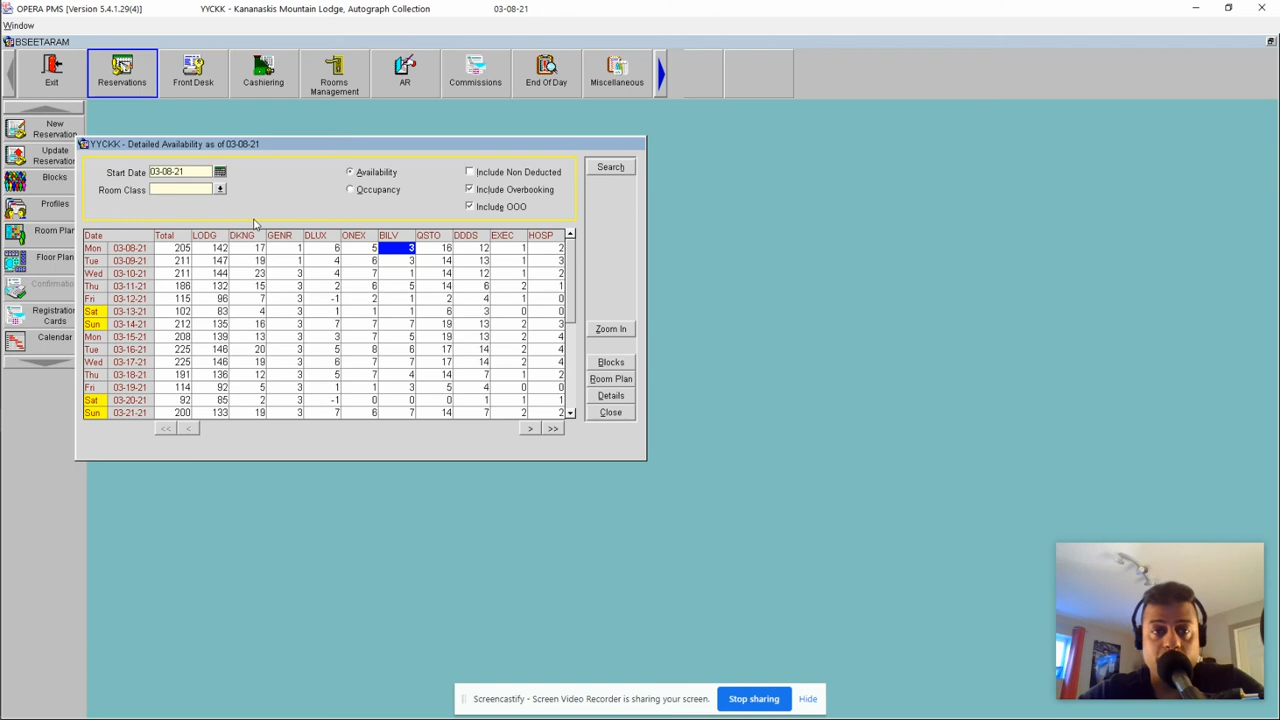 OPERA PMS [Version 5.4.1.29(4)] YYCKK - Kananaskis Mountain Lodge, Autograph Collection 03-08-21
Window
BSEETARAM
Exit Reservations Front Desk Cashiering Rooms Management AR Commissions End Of Day Miscellaneous
New Reservation
Update Reservation
Blocks
Profiles
Room Plan
Floor Plan
Confirmation
Registration Cards
Calendar
YYCKK - Detailed Availability as of 03-08-21
Start Date 03-08-21 Availability Include Non Deducted Search
Room Class Occupancy Include Overbooking
Include OOO
Date Total LODG DKNG GENR DLUX ONEX BILV QSTO DDDS EXEC HOSP
Mon 03-08-21 205 142 17 1 6 5 3 16 12 1 2
Tue 03-09-21 211 147 19 1 4 6 3 14 13 1 3
Wed 03-10-21 211 144 23 3 4 7 1 14 12 1 2
Thu 03-11-21 186 132 15 3 2 6 5 14 6 2 1
Fri 03-12-21 115 96 7 3 -1 2 1 2 4 1 0
Sat 03-13-21 102 83 4 3 1 1 1 6 3 0 0
Sun 03-14-21 212 135 16 3 7 7 7 19 13 2 3
Mon 03-15-21 208 139 13 3 3 7 5 19 13 2 4
Tue 03-16-21 225 146 20 3 5 8 6 17 14 2 4
Wed 03-17-21 225 146 19 3 6 7 7 17 14 2 4
Thu 03-18-21 191 136 12 3 5 7 4 14 7 2 1
Fri 03-19-21 114 92 5 3 1 1 3 5 4 0 0
Sat 03-20-21 92 85 2 3 -1 0 0 0 1 1 1
Sun 03-21-21 200 133 19 3 7 6 7 14 7 2 2
<< < > >>
Zoom In
Blocks
Room Plan
Details
Close
Screencastify - Screen Video Recorder is sharing your screen. Stop sharing Hide